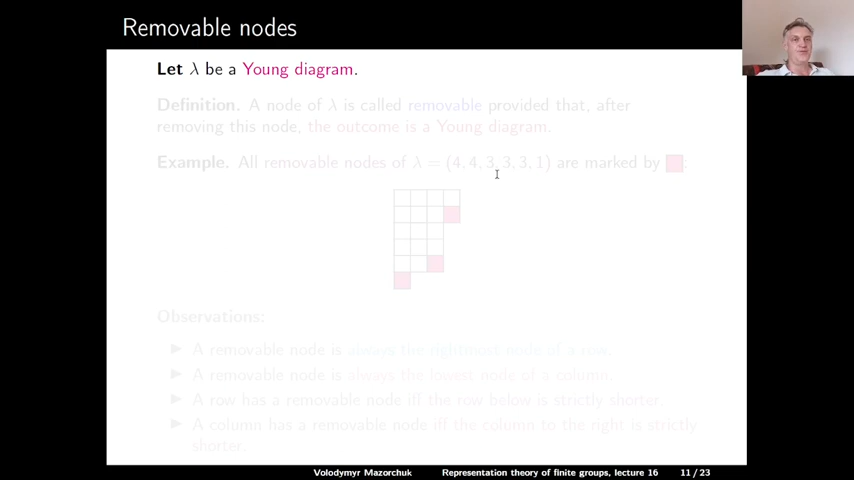 Removable nodes
Let λ be a Young diagram.
Definition. A node of λ is called removable provided that, after
removing this node, the outcome is a Young diagram.
Example. All removable nodes of λ = (4, 4, 3, 3, 3, 1) are marked by :
Observations:
▶ A removable node is always the rightmost node of a row.
▶ A removable node is always the lowest node of a column.
▶ A row has a removable node iff the row below is strictly shorter.
▶ A column has a removable node iff the column to the right is strictly
shorter.
Volodymyr Mazorchuk Representation theory of finite groups, lecture 16 11 / 23